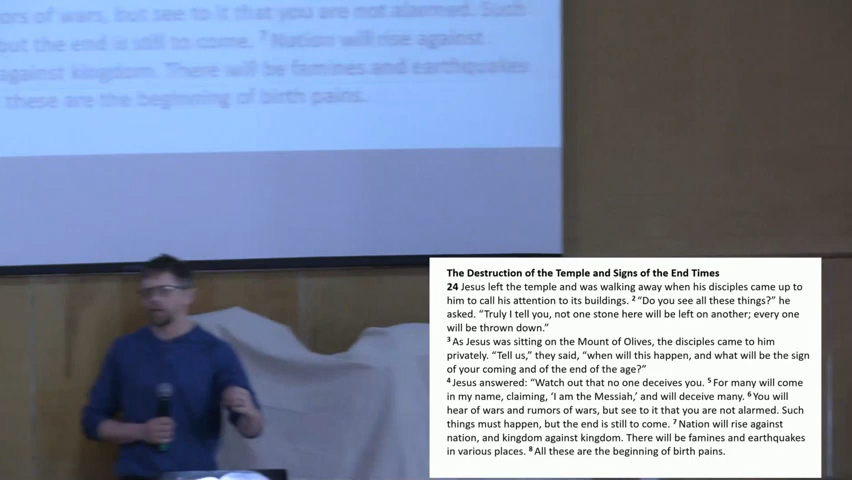 ors of wars, but see to it that you are not alarmed. Such
but the end is still to come. 7 Nation will rise against
against kingdom. There will be famines and earthquakes
these are the beginning of birth pains.
The Destruction of the Temple and Signs of the End Times
24 Jesus left the temple and was walking away when his disciples came up to
him to call his attention to its buildings. 2 “Do you see all these things?” he
asked. “Truly I tell you, not one stone here will be left on another; every one
will be thrown down.”
3 As Jesus was sitting on the Mount of Olives, the disciples came to him
privately. “Tell us,” they said, “when will this happen, and what will be the sign
of your coming and of the end of the age?”
4 Jesus answered: “Watch out that no one deceives you. 5 For many will come
in my name, claiming, ‘I am the Messiah,’ and will deceive many. 6 You will
hear of wars and rumors of wars, but see to it that you are not alarmed. Such
things must happen, but the end is still to come. 7 Nation will rise against
nation, and kingdom against kingdom. There will be famines and earthquakes
in various places. 8 All these are the beginning of birth pains.